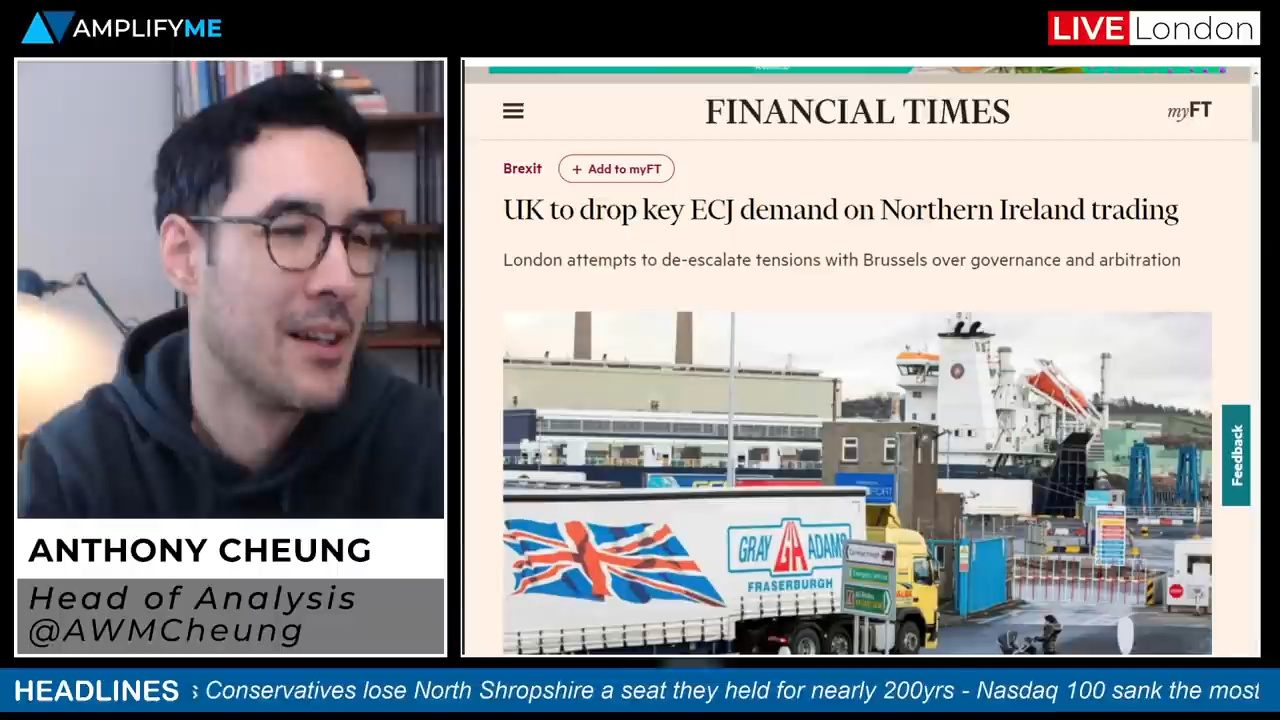 AMPLIFYME
LIVE London
FINANCIAL TIMES
myFT
Brexit
+ Add to myFT
UK to drop key ECJ demand on Northern Ireland trading
London attempts to de-escalate tensions with Brussels over governance and arbitration
Feedback
GRAY GA ADAMS
FRASERBURGH
ANTHONY CHEUNG
Head of Analysis
@AWMCheung
HEADLINES s Conservatives lose North Shropshire a seat they held for nearly 200yrs - Nasdaq 100 sank the most